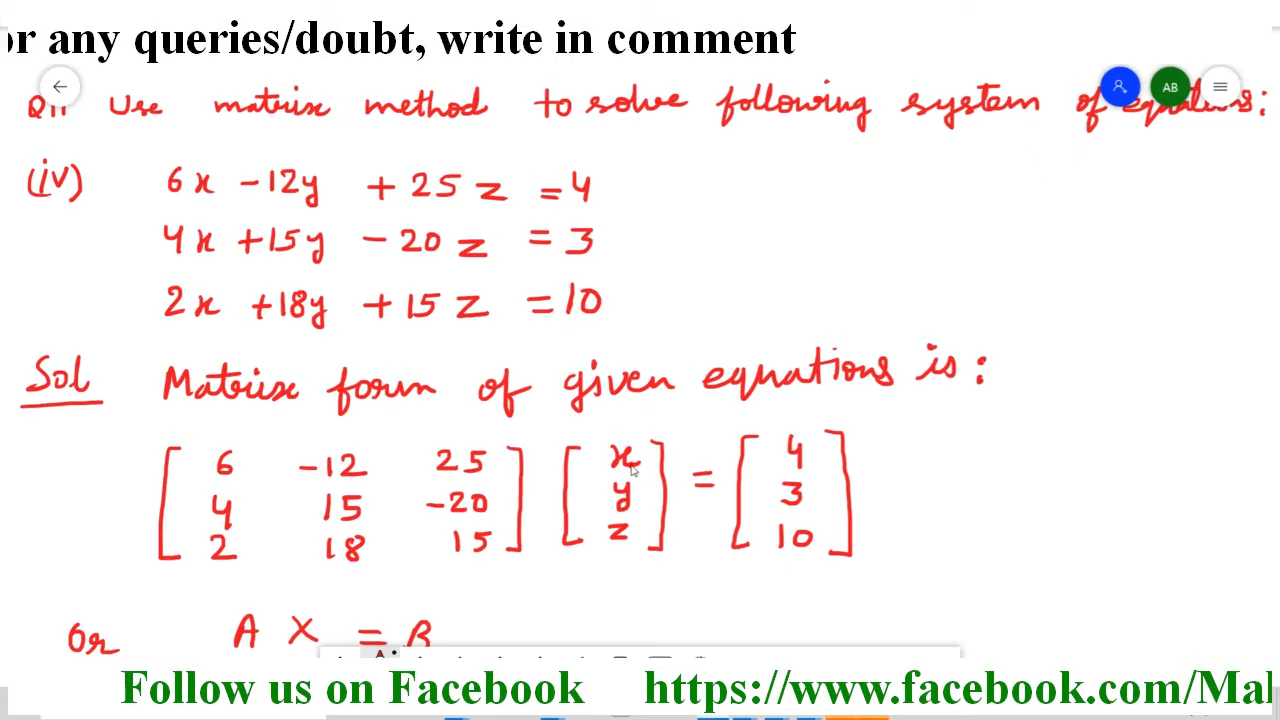 or any queries/doubt, write in comment
Q11 Use matrix method to solve following system of equations:
AB
(iv) 6x -12y + 25z = 4
4x +15y - 20z = 3
2x +18y + 15z = 10
Sol Matrix form of given equations is:
[ 6 -12 25 ] [ x ] = [ 4 ]
[ 4 15 -20 ] [ y ] [ 3 ]
[ 2 18 15 ] [ z ] [ 10 ]
Or A X = B
Follow us on Facebook https://www.facebook.com/Mal